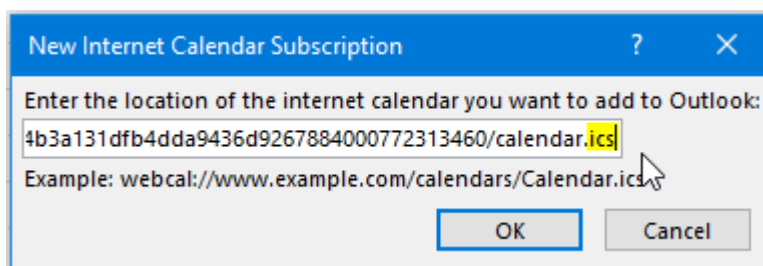 New Internet Calendar Subscription ? ×
Enter the location of the internet calendar you want to add to Outlook:
4b3a131dfb4dda9436d9267884000772313460/calendar.ics
Example: webcal://www.example.com/calendars/Calendar.ics
OK Cancel